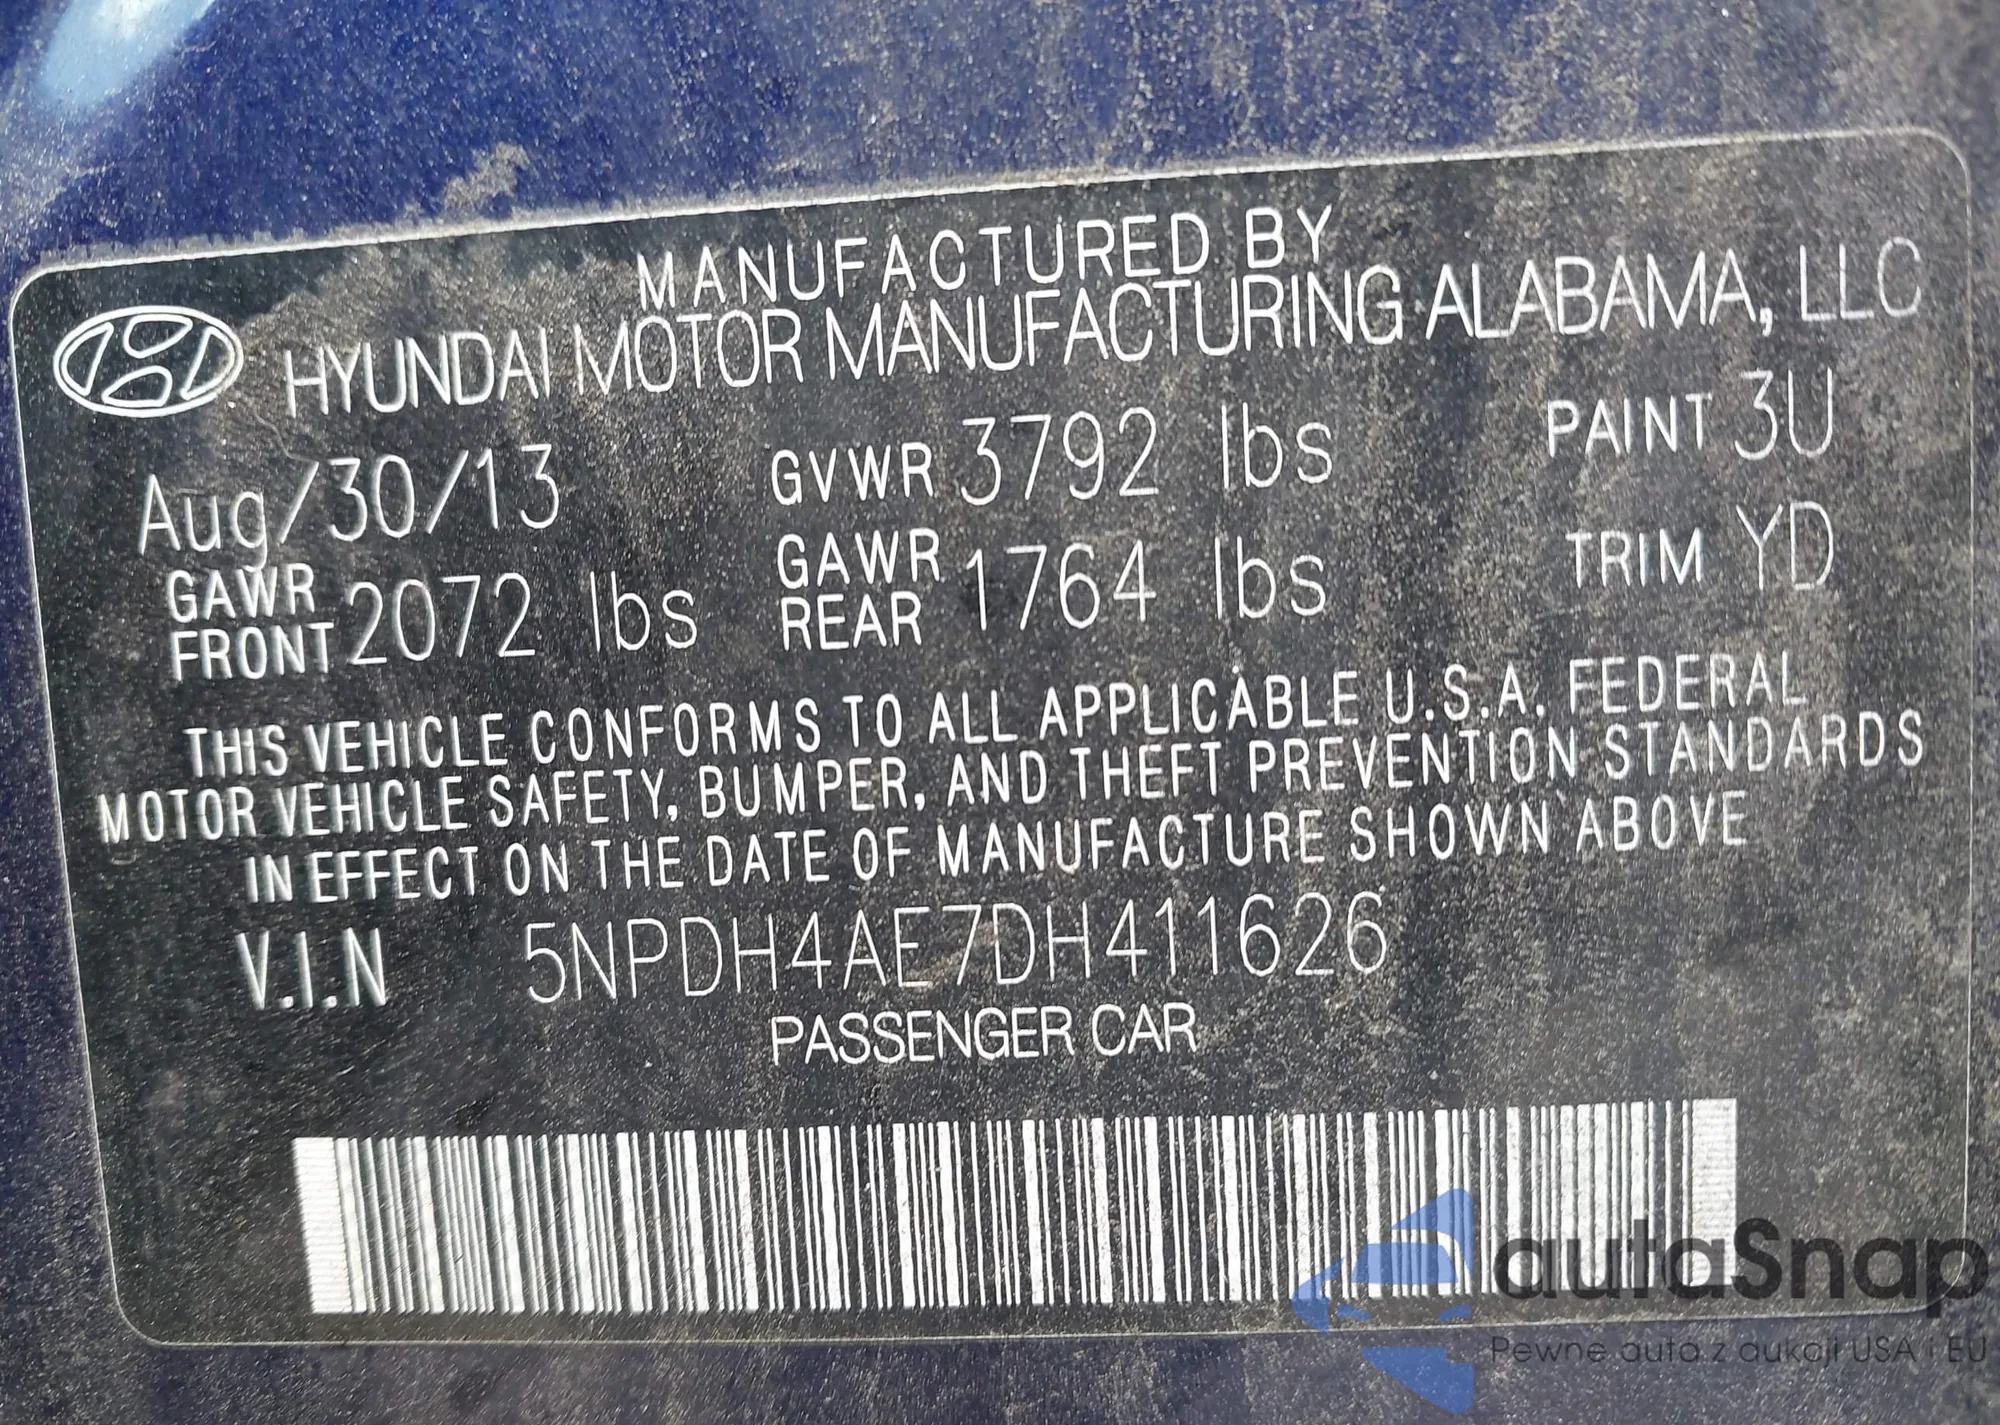 MANUFACTURED BY
HYUNDAI MOTOR MANUFACTURING ALABAMA, LLC
Aug/30/13 GVWR 3792 lbs PAINT 3U
GAWR FRONT 2072 lbs GAWR REAR 1764 lbs TRIM YD
THIS VEHICLE CONFORMS TO ALL APPLICABLE U.S.A. FEDERAL
MOTOR VEHICLE SAFETY, BUMPER, AND THEFT PREVENTION STANDARDS
IN EFFECT ON THE DATE OF MANUFACTURE SHOWN ABOVE
V.I.N 5NPDH4AE7DH411626
PASSENGER CAR
autaSnap
Pewne auta z aukcji USA i EU